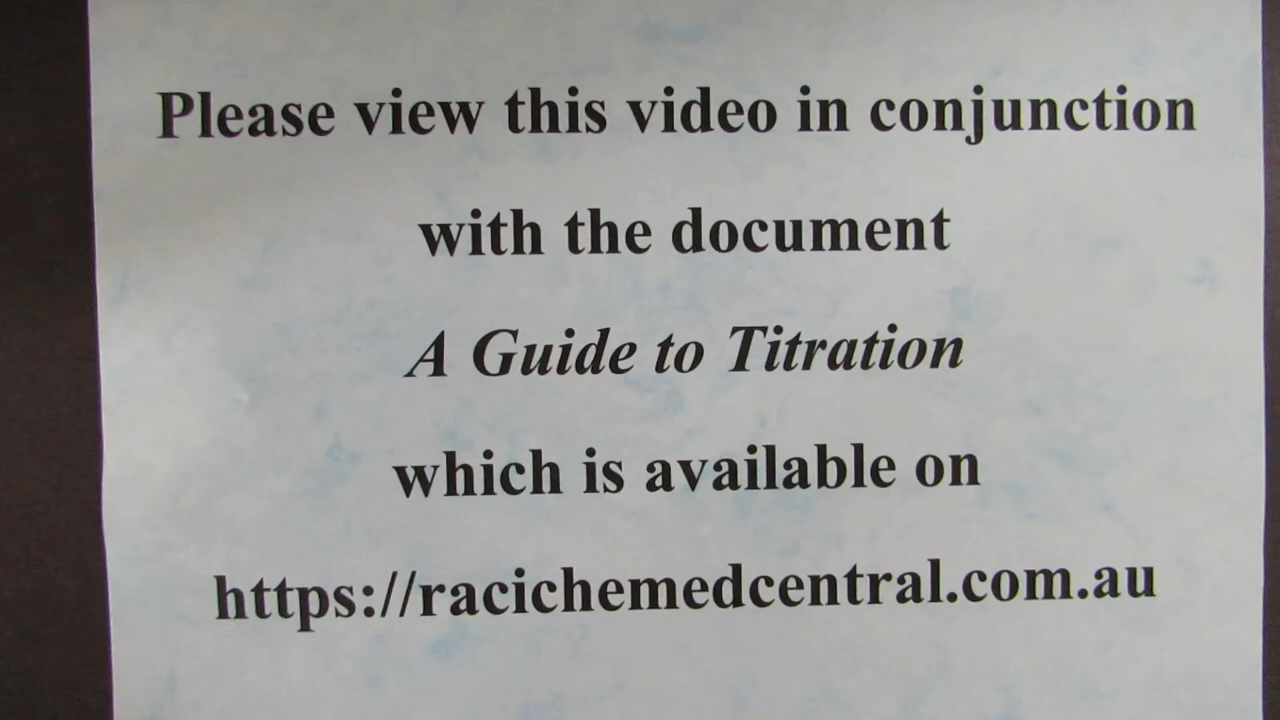 Please view this video in conjunction
with the document
A Guide to Titration
which is available on
https://racichemedcentral.com.au